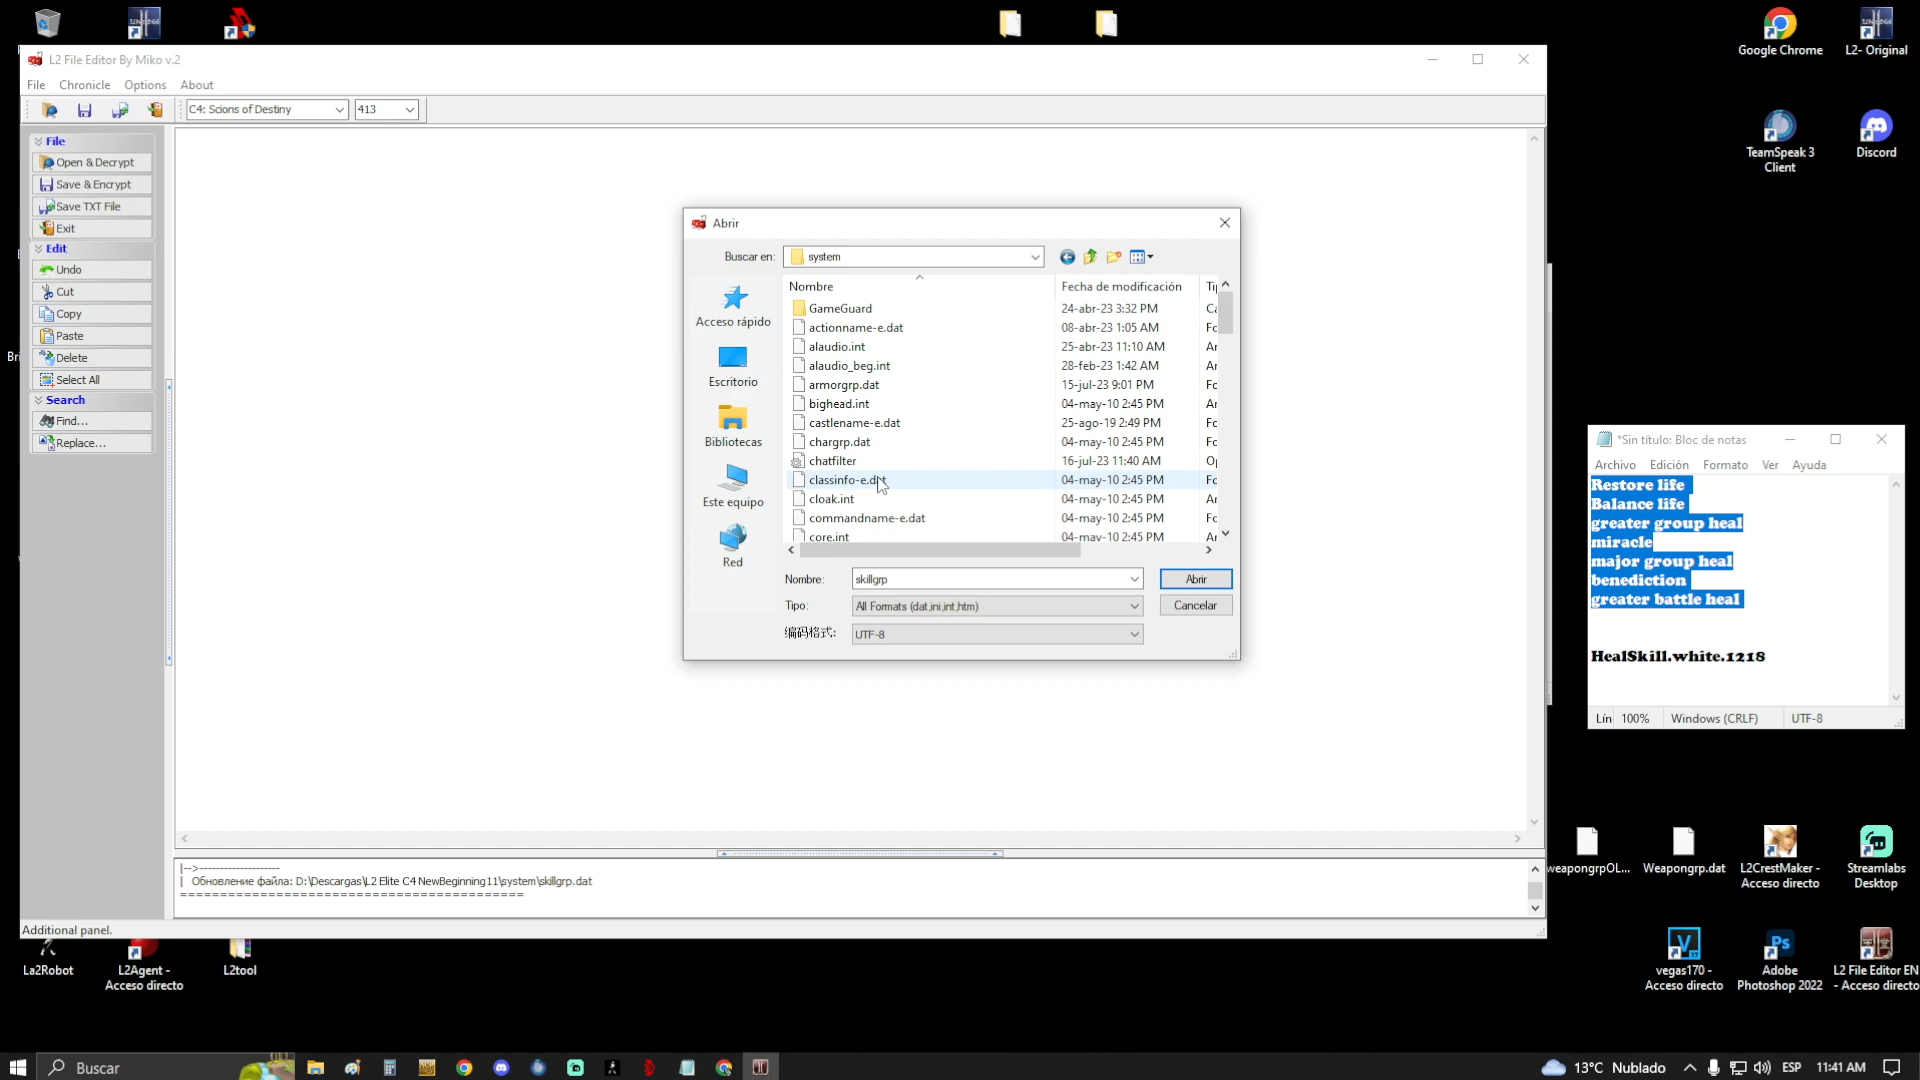 Google Chrome
L2- Original
L2 File Editor By Miko v.2
File Chronicle Options About
C4: Scions of Destiny 413
File
Open & Decrypt
Save & Encrypt
Save TXT File
Exit
Edit
Undo
Cut
Copy
Paste
Delete
Select All
Search
Find...
Replace...
Abrir
Buscar en: system
Nombre Fecha de modificación
GameGuard 24-abr-23 3:32 PM
actionname-e.dat 08-abr-23 1:05 AM
alaudio.int 25-abr-23 11:10 AM
alaudio_beg.int 28-feb-23 1:42 AM
armorgrp.dat 15-jul-23 9:01 PM
bighead.int 04-may-10 2:45 PM
castlename-e.dat 25-ago-19 2:49 PM
chargrp.dat 04-may-10 2:45 PM
chatfilter 16-jul-23 11:40 AM
classinfo-e.dat 04-may-10 2:45 PM
cloak.int 04-may-10 2:45 PM
commandname-e.dat 04-may-10 2:45 PM
core.int 04-may-10 2:45 PM
Acceso rápido
Escritorio
Bibliotecas
Este equipo
Red
Nombre: skillgrp Abrir
Tipo: All Formats (dat,ini,int,htm) Cancelar
编码格式: UTF-8
TeamSpeak 3 Client
Discord
*Sin título: Bloc de notas
Archivo Edición Formato Ver Ayuda
Restore life
Balance life
greater group heal
miracle
major group heal
benediction
greater battle heal
HealSkill.white.1218
Lín 100% Windows (CRLF) UTF-8
|-->--------------------
| Обновление файла: D:\Descargas\L2 Elite C4 NewBeginning11\system\skillgrp.dat
Additional panel.
weapongrpOL...
Weapongrp.dat
L2CrestMaker - Acceso directo
Streamlabs Desktop
La2Robot
L2Agent - Acceso directo
L2tool
vegas170 - Acceso directo
Adobe Photoshop 2022
L2 File Editor EN - Acceso directo
Buscar
13°C Nublado ESP 11:41 AM